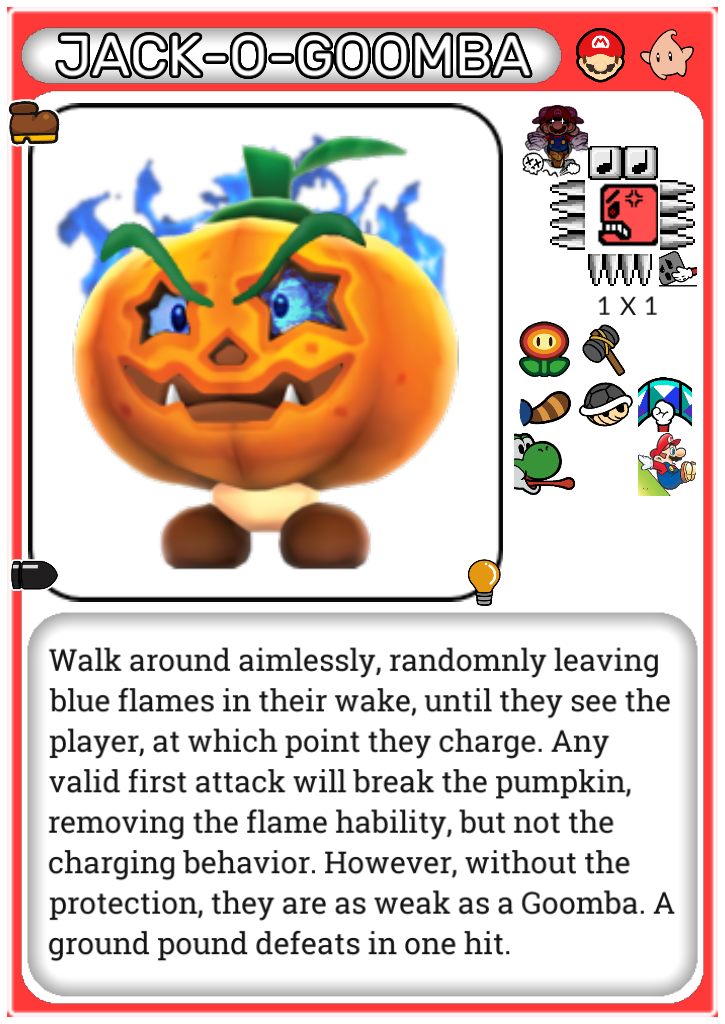 JACK-O-GOOMBA
1 X 1
Walk around aimlessly, randomnly leaving
blue flames in their wake, until they see the
player, at which point they charge. Any
valid first attack will break the pumpkin,
removing the flame hability, but not the
charging behavior. However, without the
protection, they are as weak as a Goomba. A
ground pound defeats in one hit.